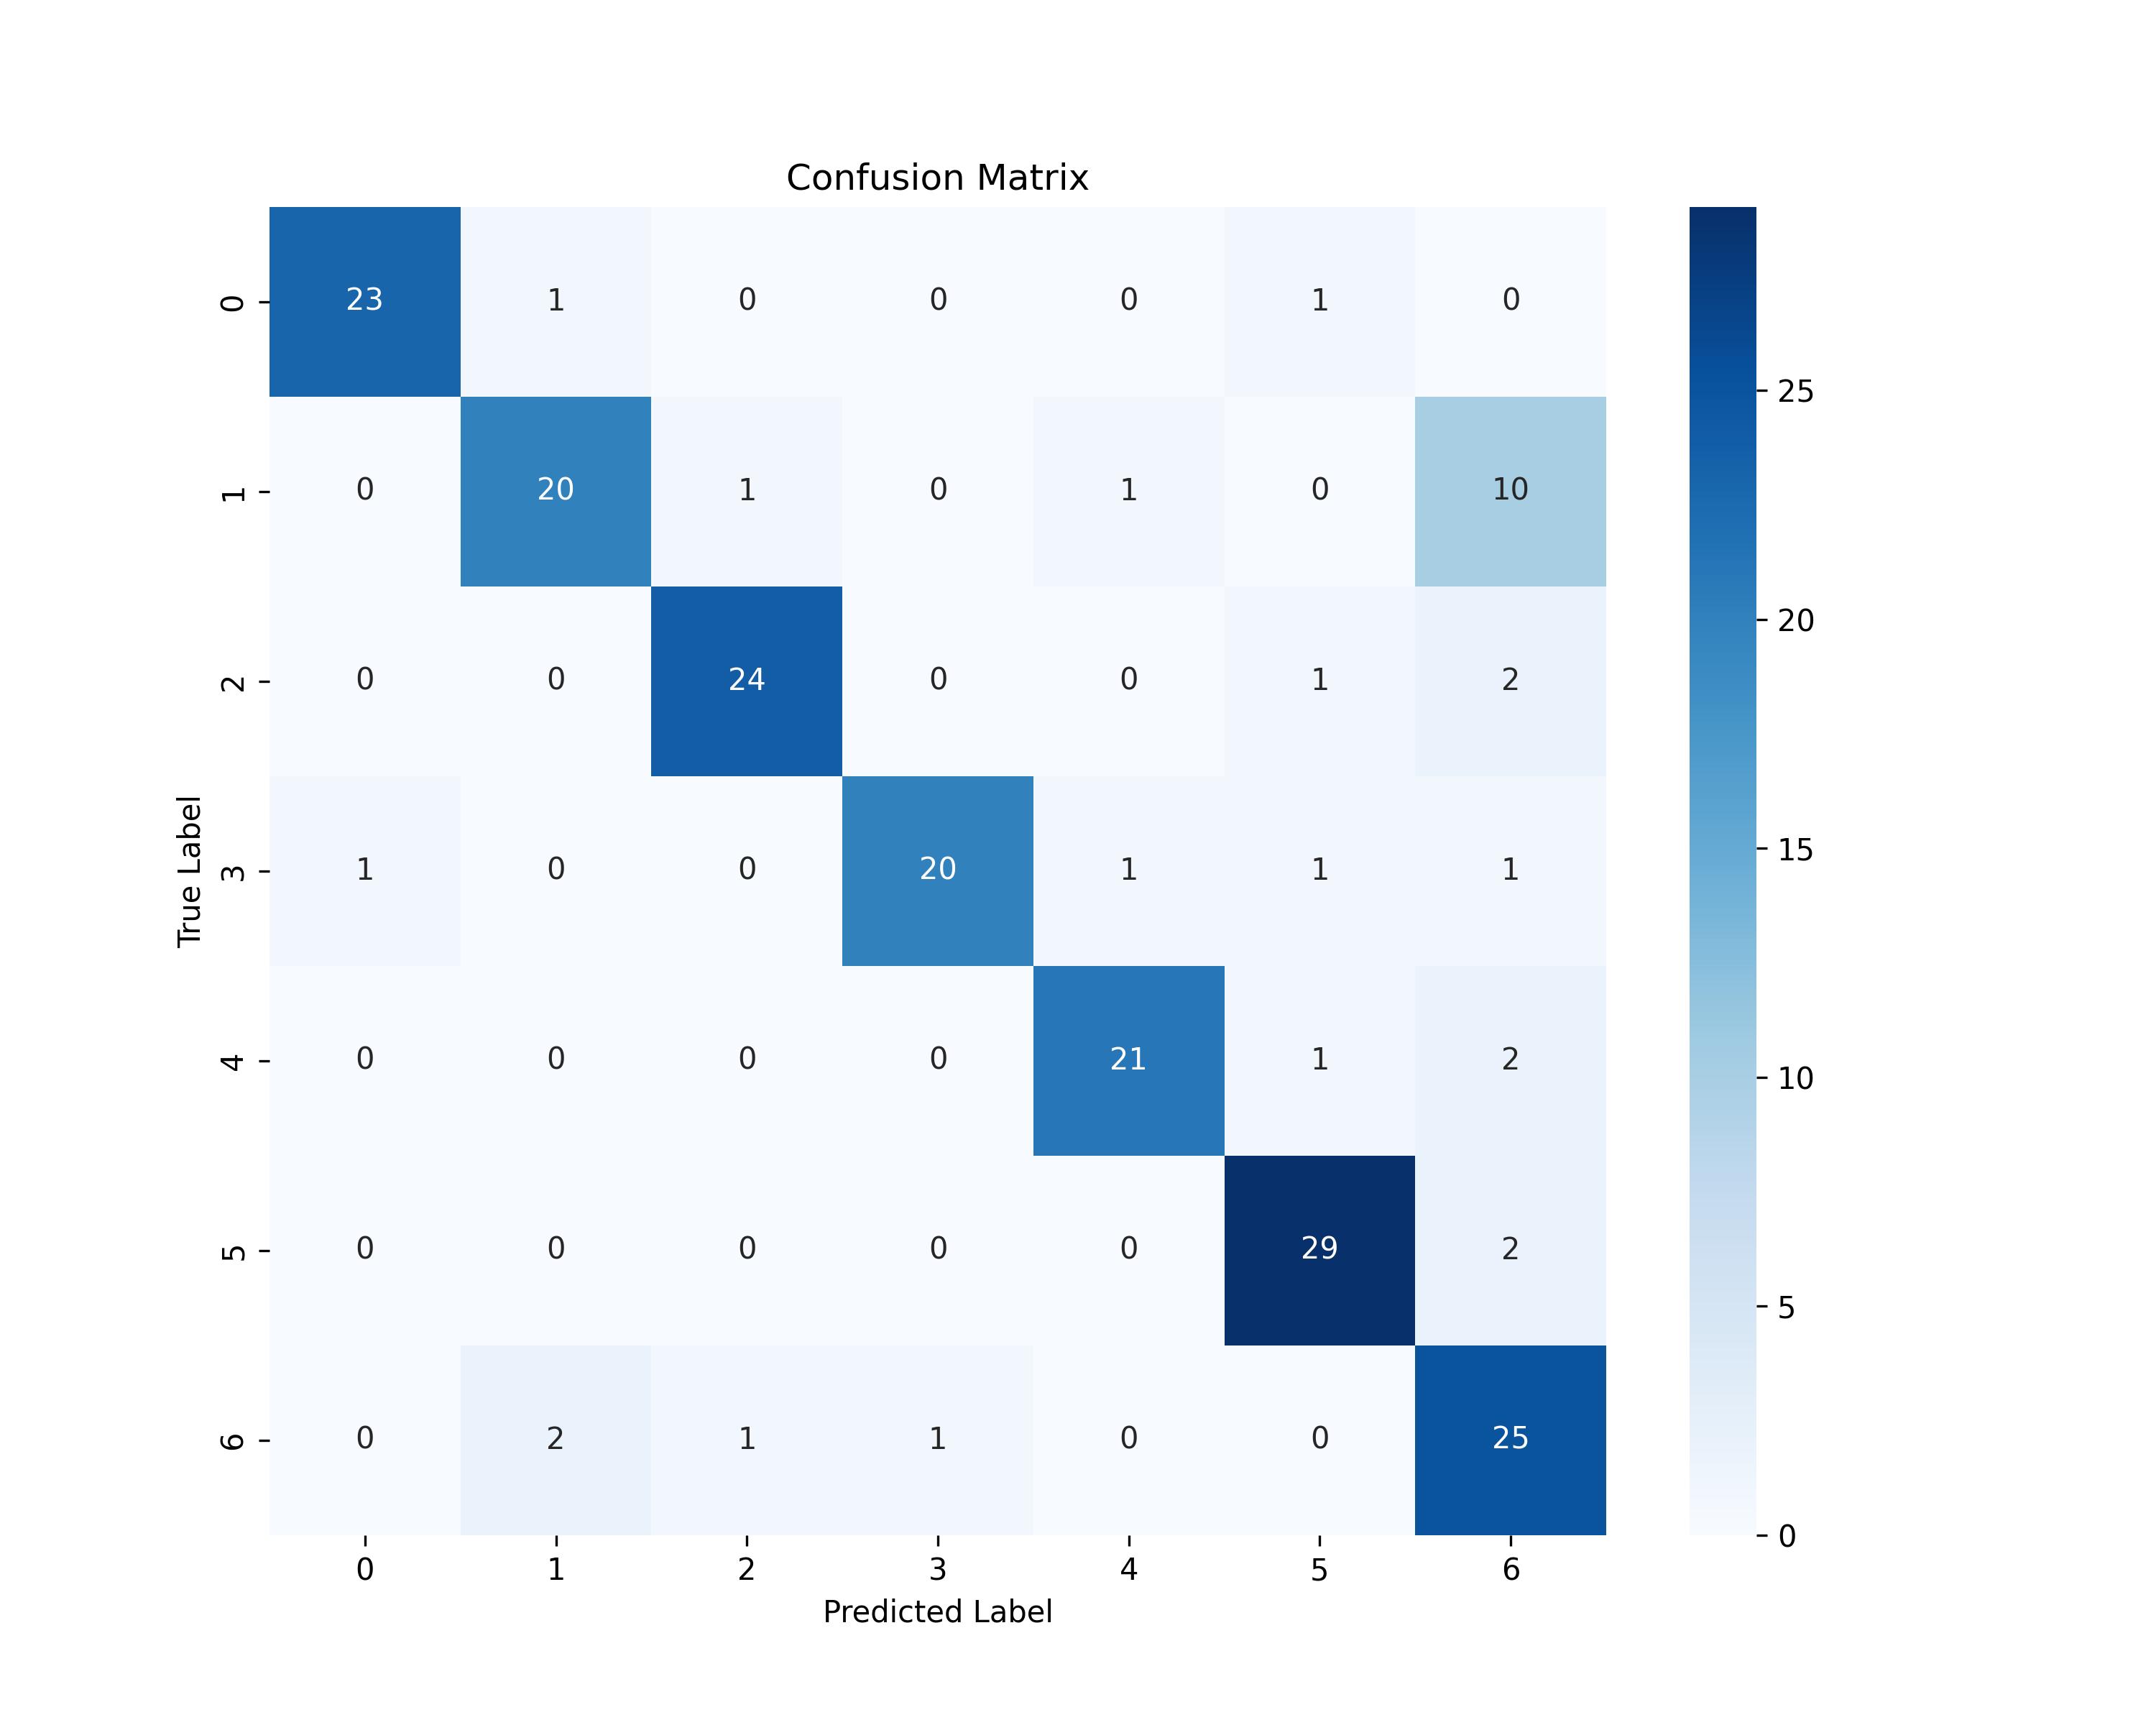 Confusion Matrix
0 23 1 0 0 0 1 0
1 0 20 1 0 1 0 10
2 0 0 24 0 0 1 2
3 1 0 0 20 1 1 1
4 0 0 0 0 21 1 2
5 0 0 0 0 0 29 2
6 0 2 1 1 0 0 25
0 1 2 3 4 5 6
True Label
Predicted Label
25
20
15
10
5
0